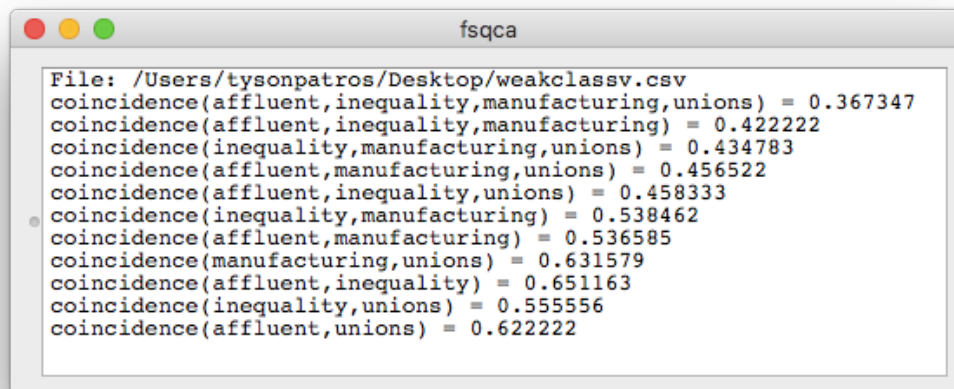 fsqca
File: /Users/tysonpatros/Desktop/weakclassv.csv
coincidence(affluent,inequality,manufacturing,unions) = 0.367347
coincidence(affluent,inequality,manufacturing) = 0.422222
coincidence(inequality,manufacturing,unions) = 0.434783
coincidence(affluent,manufacturing,unions) = 0.456522
coincidence(affluent,inequality,unions) = 0.458333
coincidence(inequality,manufacturing) = 0.538462
coincidence(affluent,manufacturing) = 0.536585
coincidence(manufacturing,unions) = 0.631579
coincidence(affluent,inequality) = 0.651163
coincidence(inequality,unions) = 0.555556
coincidence(affluent,unions) = 0.622222